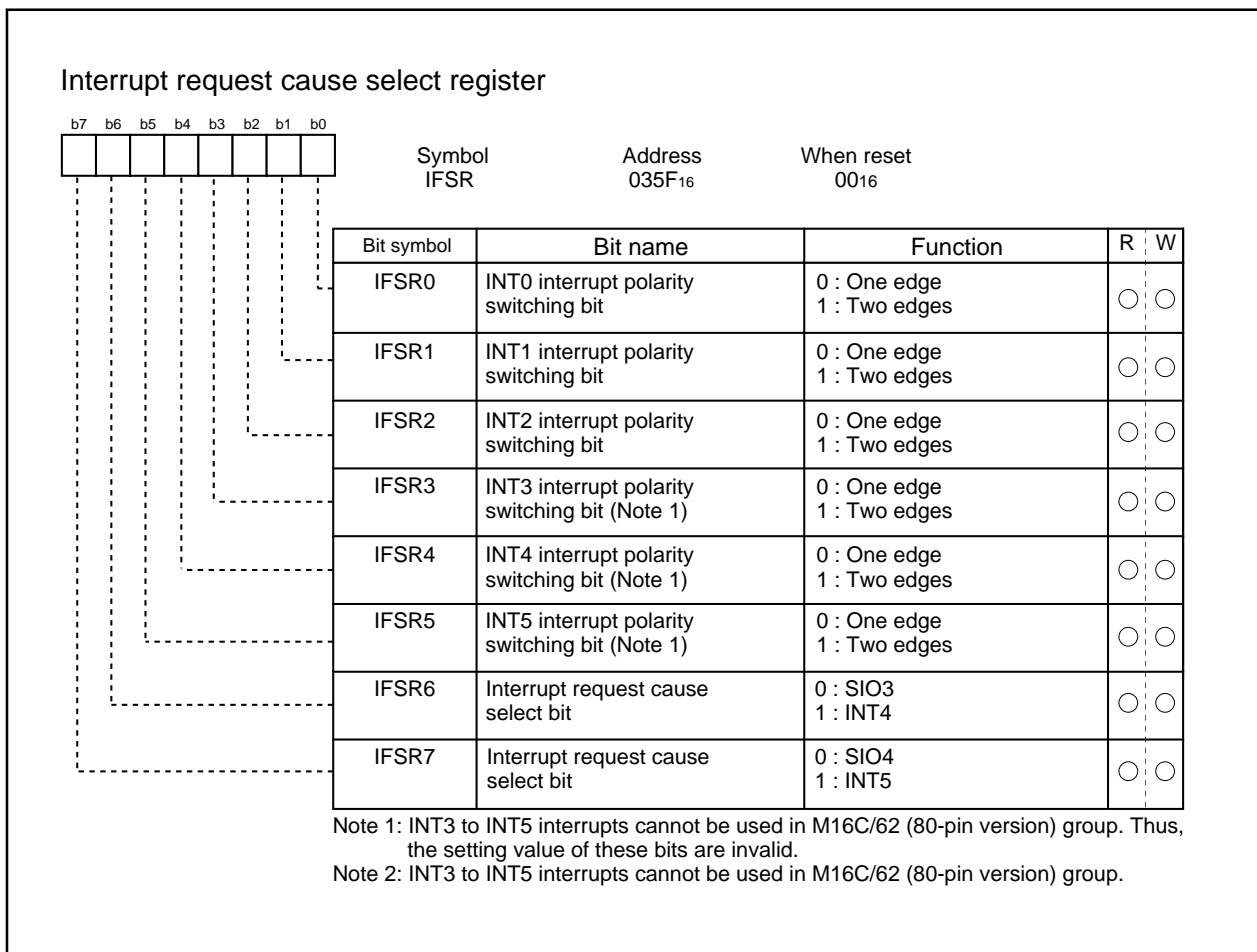 Interrupt request cause select register
b7 b6 b5 b4 b3 b2 b1 b0
Symbol Address When reset
IFSR 035F16 0016
Bit symbol Bit name Function R W
IFSR0 INT0 interrupt polarity 0 : One edge
switching bit 1 : Two edges
IFSR1 INT1 interrupt polarity 0 : One edge
switching bit 1 : Two edges
IFSR2 INT2 interrupt polarity 0 : One edge
switching bit 1 : Two edges
IFSR3 INT3 interrupt polarity 0 : One edge
switching bit (Note 1) 1 : Two edges
IFSR4 INT4 interrupt polarity 0 : One edge
switching bit (Note 1) 1 : Two edges
IFSR5 INT5 interrupt polarity 0 : One edge
switching bit (Note 1) 1 : Two edges
IFSR6 Interrupt request cause 0 : SIO3
select bit 1 : INT4
IFSR7 Interrupt request cause 0 : SIO4
select bit 1 : INT5
Note 1: INT3 to INT5 interrupts cannot be used in M16C/62 (80-pin version) group. Thus,
the setting value of these bits are invalid.
Note 2: INT3 to INT5 interrupts cannot be used in M16C/62 (80-pin version) group.